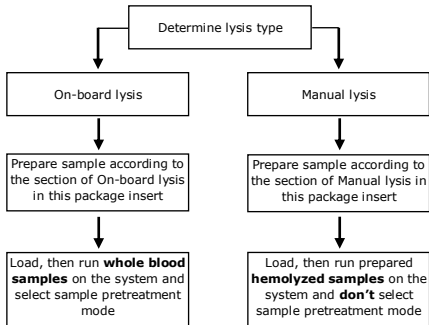 Determine lysis type
On-board lysis
Manual lysis
Prepare sample according to
the section of On-board lysis
in this package insert
Prepare sample according to
the section of Manual lysis in
this package insert
Load, then run whole blood
samples on the system and
select sample pretreatment
mode
Load, then run prepared
hemolyzed samples on the
system and don't select
sample pretreatment mode